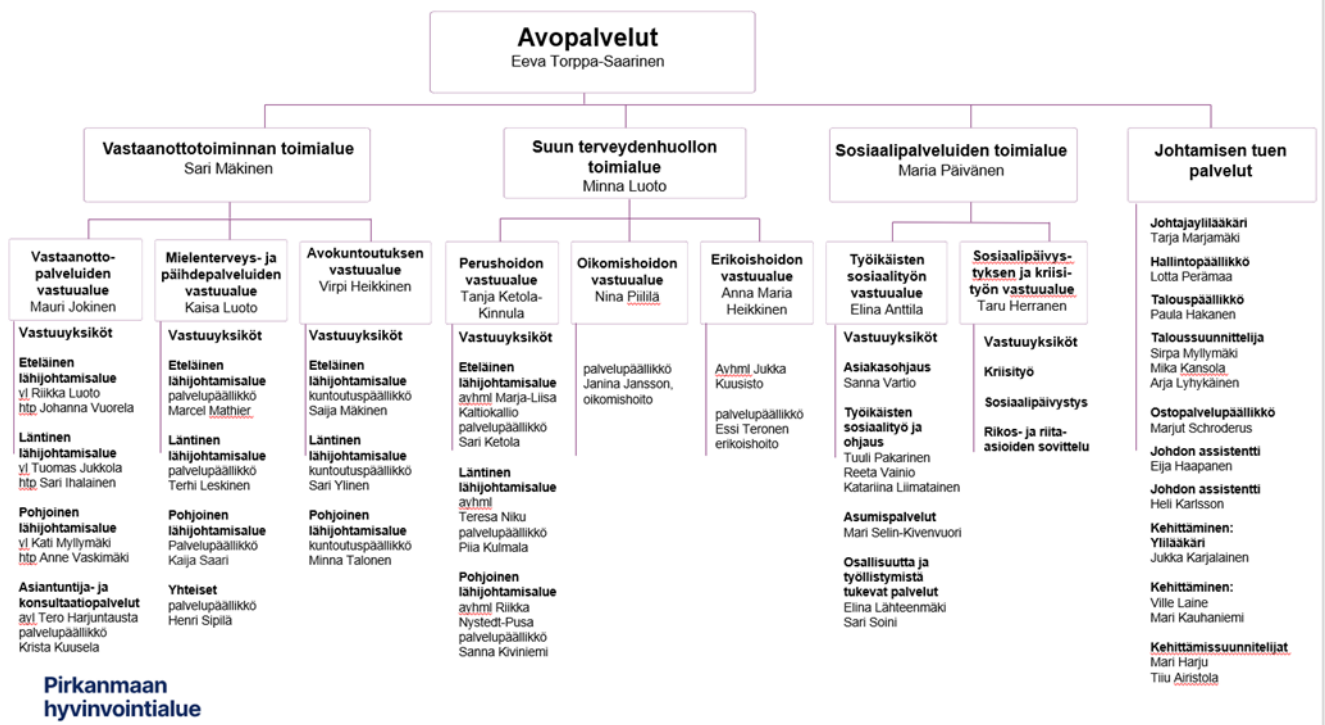 Avopalvelut
Eeva Torppa-Saarinen
Vastaanottotoiminnan toimialue
Sari Mäkinen
Suun terveydenhuollon
toimialue
Minna Luoto
Sosiaalipalveluiden toimialue
Maria Päivänen
Johtamisen tuen
palvelut
Vastaanotto-
palveluiden
vastuualue
Mauri Jokinen
Vastuuyksiköt
Eteläinen
lähijohtamisalue
yl Riikka Luoto
htp Johanna Vuorela
Läntinen
lähijohtamisalue
yl Tuomas Jukkola
htp Sari Ihalainen
Pohjoinen
lähijohtamisalue
yl Kati Myllymäki
htp Anne Vaskimäki
Asiantuntija- ja
konsultaatiopalvelut
ayl Tero Harjuntausta
palvelupäällikkö
Krista Kuusela
Mielenterveys- ja
päihdepalveluiden
vastuualue
Kaisa Luoto
Vastuuyksiköt
Eteläinen
lähijohtamisalue
palvelupäällikkö
Marcel Mathier
Läntinen
lähijohtamisalue
palvelupäällikkö
Terhi Leskinen
Pohjoinen
lähijohtamisalue
Palvelupäällikkö
Kaija Saari
Yhteiset
palvelupäällikkö
Henri Sipilä
Avokuntoutuksen
vastuualue
Virpi Heikkinen
Vastuuyksiköt
Eteläinen
lähijohtamisalue
kuntoutuspäällikkö
Saija Mäkinen
Läntinen
lähijohtamisalue
kuntoutuspäällikkö
Sari Ylinen
Pohjoinen
lähijohtamisalue
kuntoutuspäällikkö
Minna Talonen
Perushoidon
vastuualue
Tanja Ketola-
Kinnula
Vastuuyksiköt
Eteläinen
lähijohtamisalue
ayhml Marja-Liisa
Kaltiokallio
palvelupäällikkö
Sari Ketola
Läntinen
lähijohtamisalue
ayhml
Teresa Niku
palvelupäällikkö
Piia Kulmala
Pohjoinen
lähijohtamisalue
ayhml Riikka
Nystedt-Pusa
palvelupäällikkö
Sanna Kiviniemi
Oikomishoidon
vastuualue
Nina Piililä
palvelupäällikkö
Janina Jansson,
oikomishoito
Erikoishoidon
vastuualue
Anna Maria
Heikkinen
Ayhml Jukka
Kuusisto
palvelupäällikkö
Essi Teronen
erikoishoito
Työikäisten
sosiaalityön
vastuualue
Elina Anttila
Vastuuyksiköt
Asiakasohjaus
Sanna Vartio
Työikäisten
sosiaalityö ja
ohjaus
Tuuli Pakarinen
Reeta Vainio
Katariina Liimatainen
Asumispalvelut
Mari Selin-Kivenvuori
Osallisuutta ja
työllistymistä
tukevat palvelut
Elina Lähteenmäki
Sari Soini
Sosiaalipäivys-
tyksen ja kriisi-
työn vastuualue
Taru Herranen
Vastuuyksiköt
Kriisityö
Sosiaalipäivystys
Rikos- ja riita-
asioiden sovittelu
Johtajaylilääkäri
Tarja Marjamäki
Hallintopäällikkö
Lotta Perämaa
Talouspäällikkö
Paula Hakanen
Taloussuunnittelija
Sirpa Myllymäki
Mika Kansola
Arja Lyhykäinen
Ostopalvelupäällikkö
Marjut Schroderus
Johdon assistentti
Eija Haapanen
Johdon assistentti
Heli Karlsson
Kehittäminen:
Ylilääkäri
Jukka Karjalainen
Kehittäminen:
Ville Laine
Mari Kauhaniemi
Kehittämissuunnitelijat
Mari Harju
Tiiu Airistola
Pirkanmaan
hyvinvointialue